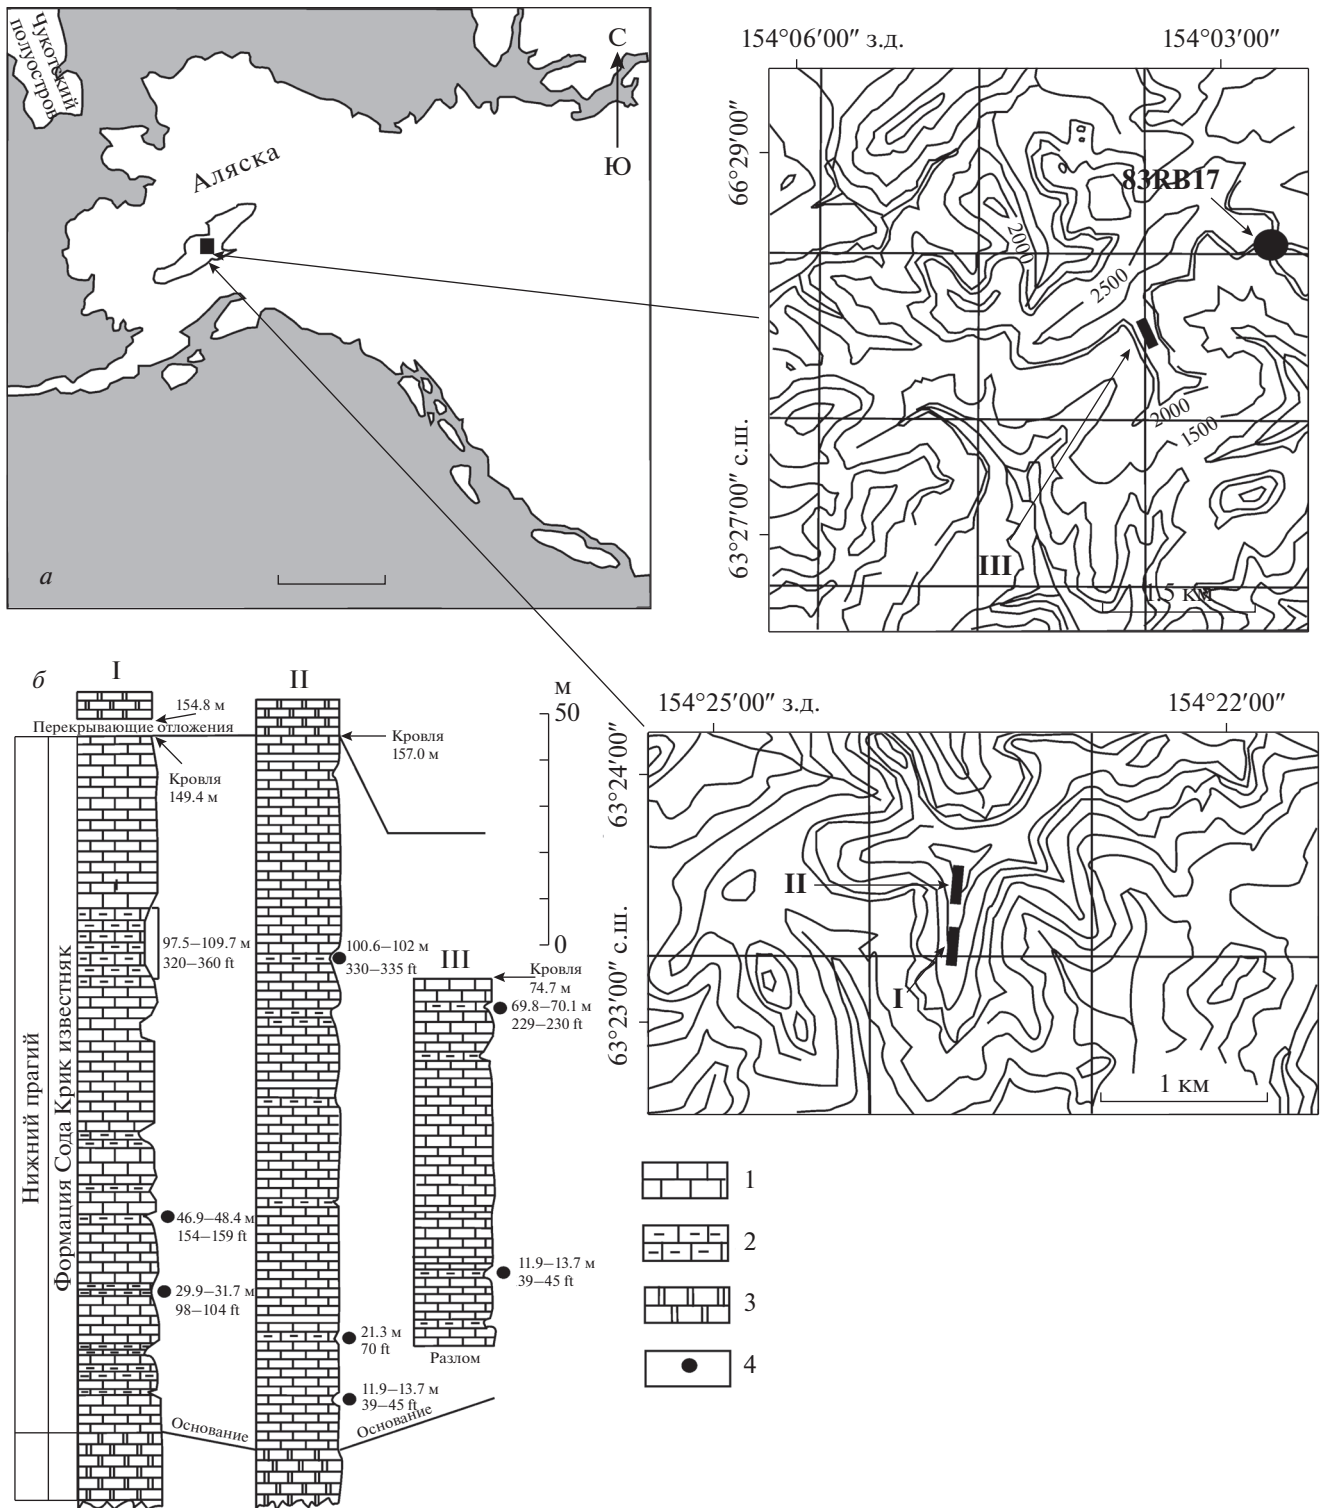 Чукотский
полуостров
С
Ю
Аляска
а
154°06′00″ з.д.
154°03′00″
66°29′00″
63°27′00″ с.ш.
83RB17
2000
2500
2000
1500
III
1.5 км
б
I
II
м
50
0
154.8 м
Перекрывающие отложения
Кровля
149.4 м
Кровля
157.0 м
97.5–109.7 м
320–360 ft
100.6–102 м
330–335 ft
III
Кровля
74.7 м
69.8–70.1 м
229–230 ft
Нижний прагий
Формация Сода Крик известняк
46.9–48.4 м
154–159 ft
29.9–31.7 м
98–104 ft
11.9–13.7 м
39–45 ft
21.3 м
70 ft
Разлом
11.9–13.7 м
39–45 ft
Основание
Основание
154°25′00″ з.д.
154°22′00″
63°24′00″
63°23′00″ с.ш.
II
I
1 км
1
2
3
4